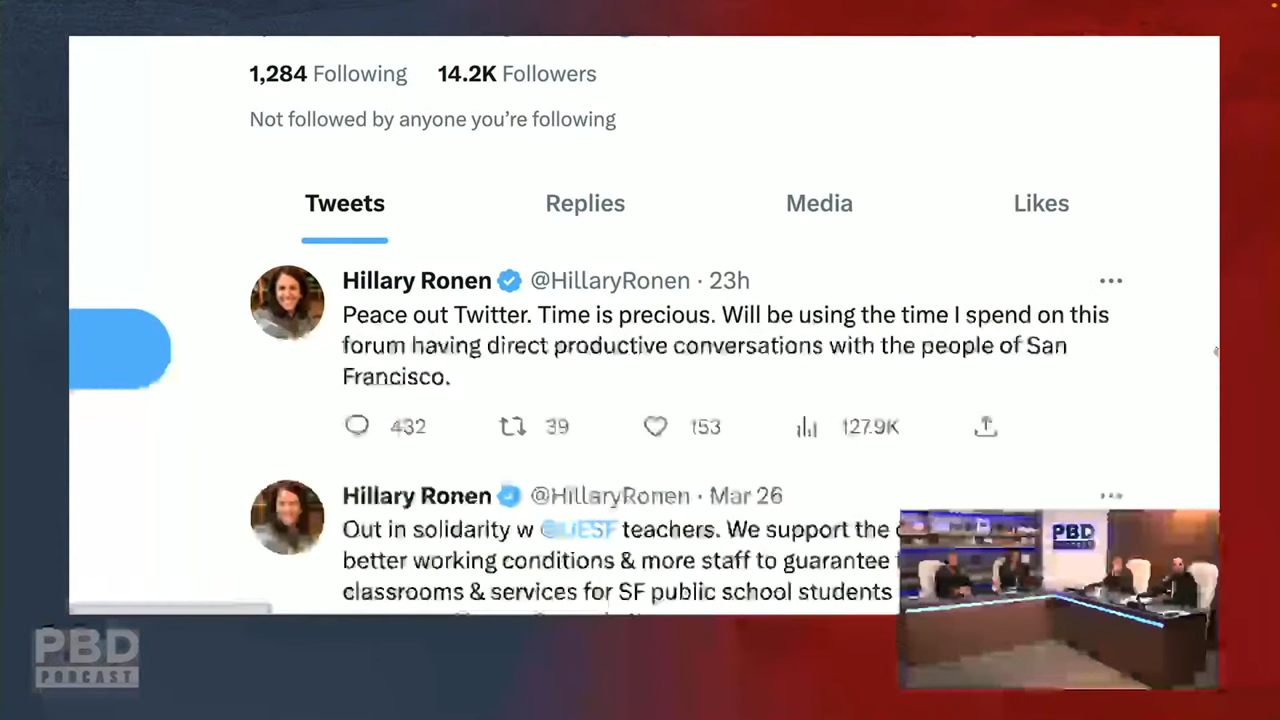 1,284 Following 14.2K Followers
Not followed by anyone you're following
Tweets Replies Media Likes
Hillary Ronen @HillaryRonen · 23h
Peace out Twitter. Time is precious. Will be using the time I spend on this
forum having direct productive conversations with the people of San
Francisco.
432 39 153 127.9K
Hillary Ronen @HillaryRonen · Mar 26
Out in solidarity w @UESF teachers. We support the
better working conditions & more staff to guarantee
classrooms & services for SF public school students
PBD
PBD
PODCAST